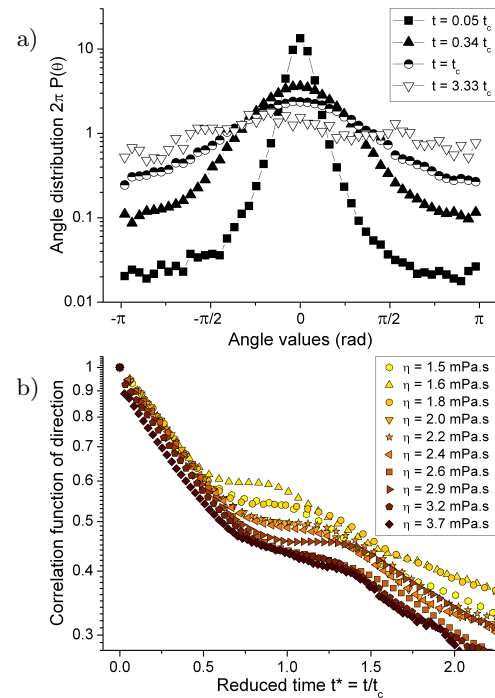 a)
Angle distribution 2π P(θ)
10
1
0.1
0.01
t = 0.05 t_c
t = 0.34 t_c
t = t_c
t = 3.33 t_c
-π
-π/2
0
π/2
π
Angle values (rad)
b)
Correlation function of direction
1
0.9
0.8
0.7
0.6
0.5
0.4
0.3
η = 1.5 mPa.s
η = 1.6 mPa.s
η = 1.8 mPa.s
η = 2.0 mPa.s
η = 2.2 mPa.s
η = 2.4 mPa.s
η = 2.6 mPa.s
η = 2.9 mPa.s
η = 3.2 mPa.s
η = 3.7 mPa.s
0.0
0.5
1.0
1.5
2.0
Reduced time t* = t/t_c